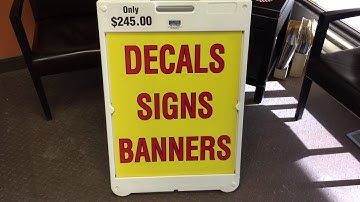 Only
$245.00
DECALS
SIGNS
BANNERS